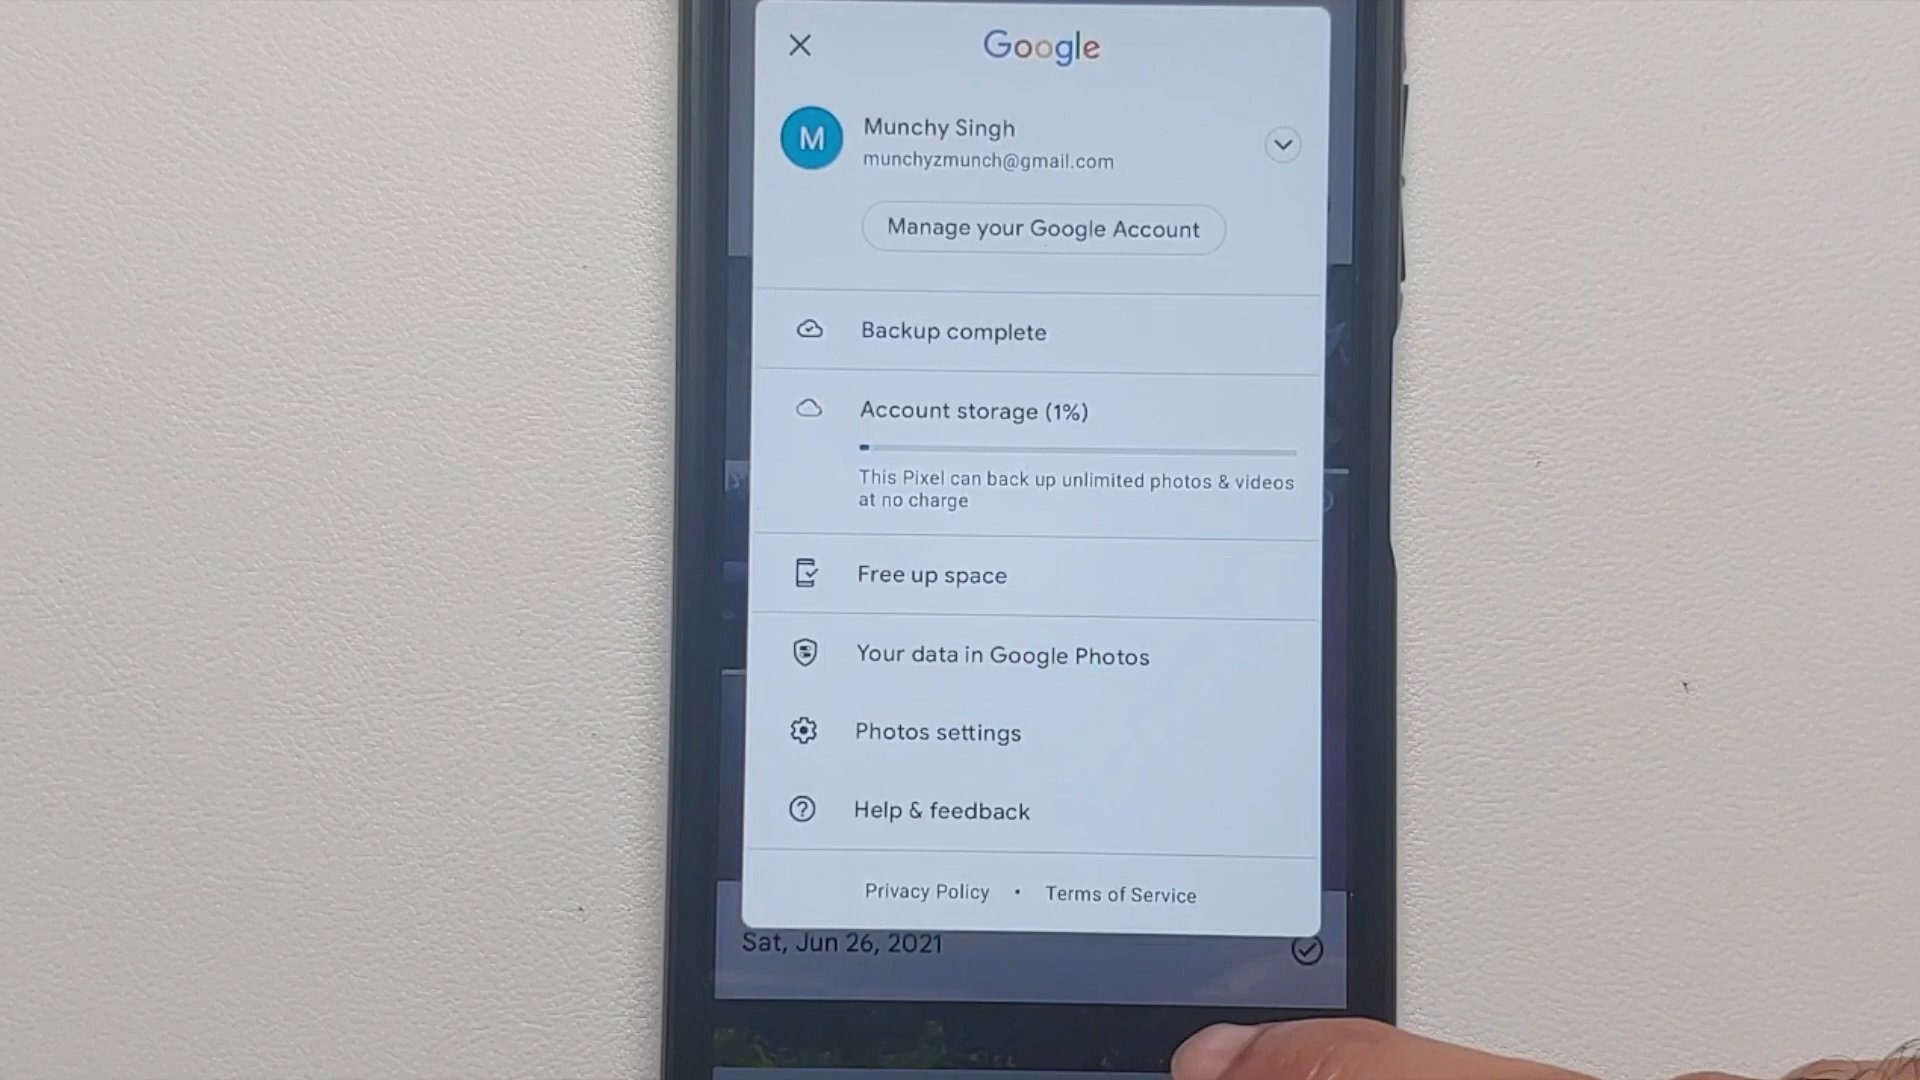 Google
M
Munchy Singh
munchyzmunch@gmail.com
Manage your Google Account
Backup complete
Account storage (1%)
This Pixel can back up unlimited photos & videos
at no charge
Free up space
Your data in Google Photos
Photos settings
Help & feedback
Privacy Policy • Terms of Service
Sat, Jun 26, 2021